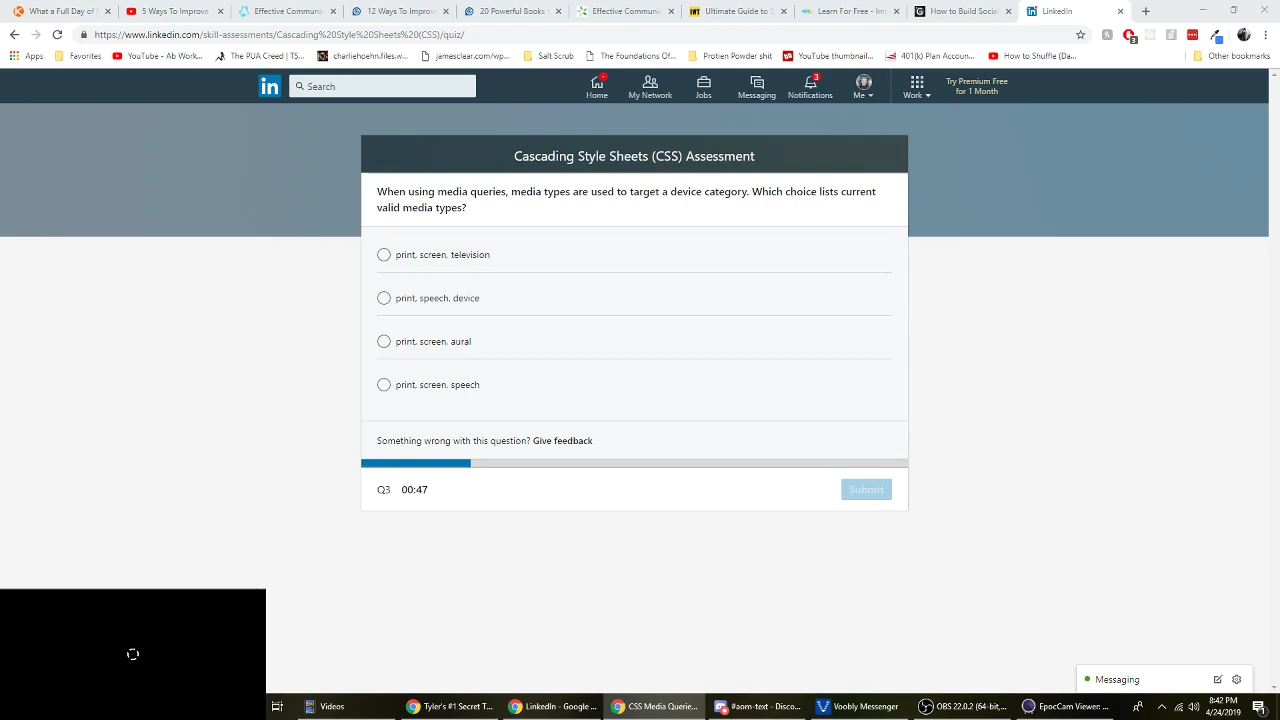 What a Full Day of
5 Ways To Improve
Effective Communi
12 Ways To Improv
20 Powerful Books
Effective Communic
Ultimate Guide to S
Learn For Free - Im
How to Build Social
LinkedIn
https://www.linkedin.com/skill-assessments/Cascading%20Style%20Sheets%20(CSS)/quiz/
3
Apps
Favorites
YouTube - Ab Work...
The PUA Creed | TS...
charliehoehn.files.w...
jamesclear.com/wp...
Salt Scrub
The Foundations Of...
Protien Powder shit
YouTube thumbnail...
401(k) Plan Accoun...
How to Shuffle (Da...
Other bookmarks
in
Search
Home
My Network
Jobs
Messaging
3
Notifications
Me
Work
Try Premium Free
for 1 Month
Cascading Style Sheets (CSS) Assessment
When using media queries, media types are used to target a device category. Which choice lists current
valid media types?
print, screen, television
print, speech, device
print, screen, aural
print, screen, speech
Something wrong with this question? Give feedback
Q3 00:47
Submit
Messaging
Videos
Tyler's #1 Secret T...
LinkedIn - Google ...
CSS Media Querie...
#aom-text - Disco...
Voobly Messenger
OBS 22.0.2 (64-bit,...
EpocCam Viewer ...
8:42 PM
4/24/2019